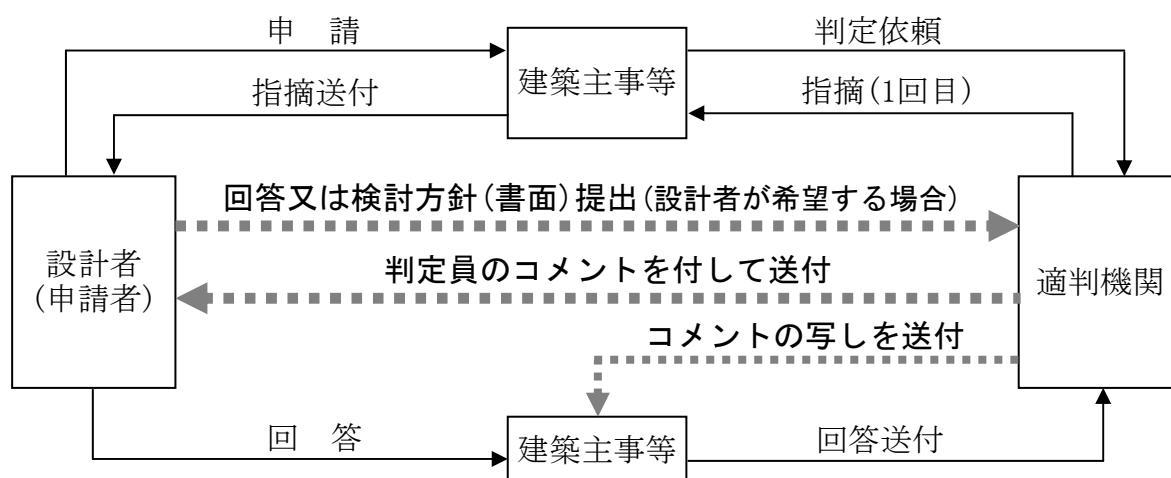 申　請
判定依頼
建築主事等
指摘送付
指摘(1回目)
回答又は検討方針(書面)提出(設計者が希望する場合)
設計者
(申請者)
判定員のコメントを付して送付
適判機関
コメントの写しを送付
回　答
建築主事等
回答送付